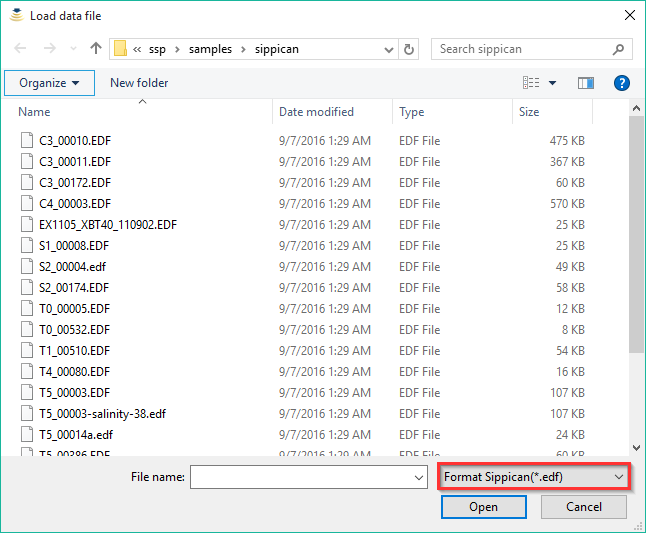 Load data file
« ssp › samples › sippican
Search sippican
Organize New folder
Name Date modified Type Size
C3_00010.EDF 9/7/2016 1:29 AM EDF File 475 KB
C3_00011.EDF 9/7/2016 1:29 AM EDF File 367 KB
C3_00172.EDF 9/7/2016 1:29 AM EDF File 60 KB
C4_00003.EDF 9/7/2016 1:29 AM EDF File 570 KB
EX1105_XBT40_110902.EDF 9/7/2016 1:29 AM EDF File 25 KB
S1_00008.EDF 9/7/2016 1:29 AM EDF File 25 KB
S2_00004.edf 9/7/2016 1:29 AM EDF File 49 KB
S2_00174.EDF 9/7/2016 1:29 AM EDF File 58 KB
T0_00005.EDF 9/7/2016 1:29 AM EDF File 12 KB
T0_00532.EDF 9/7/2016 1:29 AM EDF File 8 KB
T1_00510.EDF 9/7/2016 1:29 AM EDF File 54 KB
T4_00080.EDF 9/7/2016 1:29 AM EDF File 16 KB
T5_00003.EDF 9/7/2016 1:29 AM EDF File 107 KB
T5_00003-salinity-38.edf 9/7/2016 1:29 AM EDF File 107 KB
T5_00014a.edf 9/7/2016 1:29 AM EDF File 24 KB
T5_00386.EDF 9/7/2016 1:29 AM EDF File 60 KB
File name: Format Sippican(*.edf)
Open Cancel